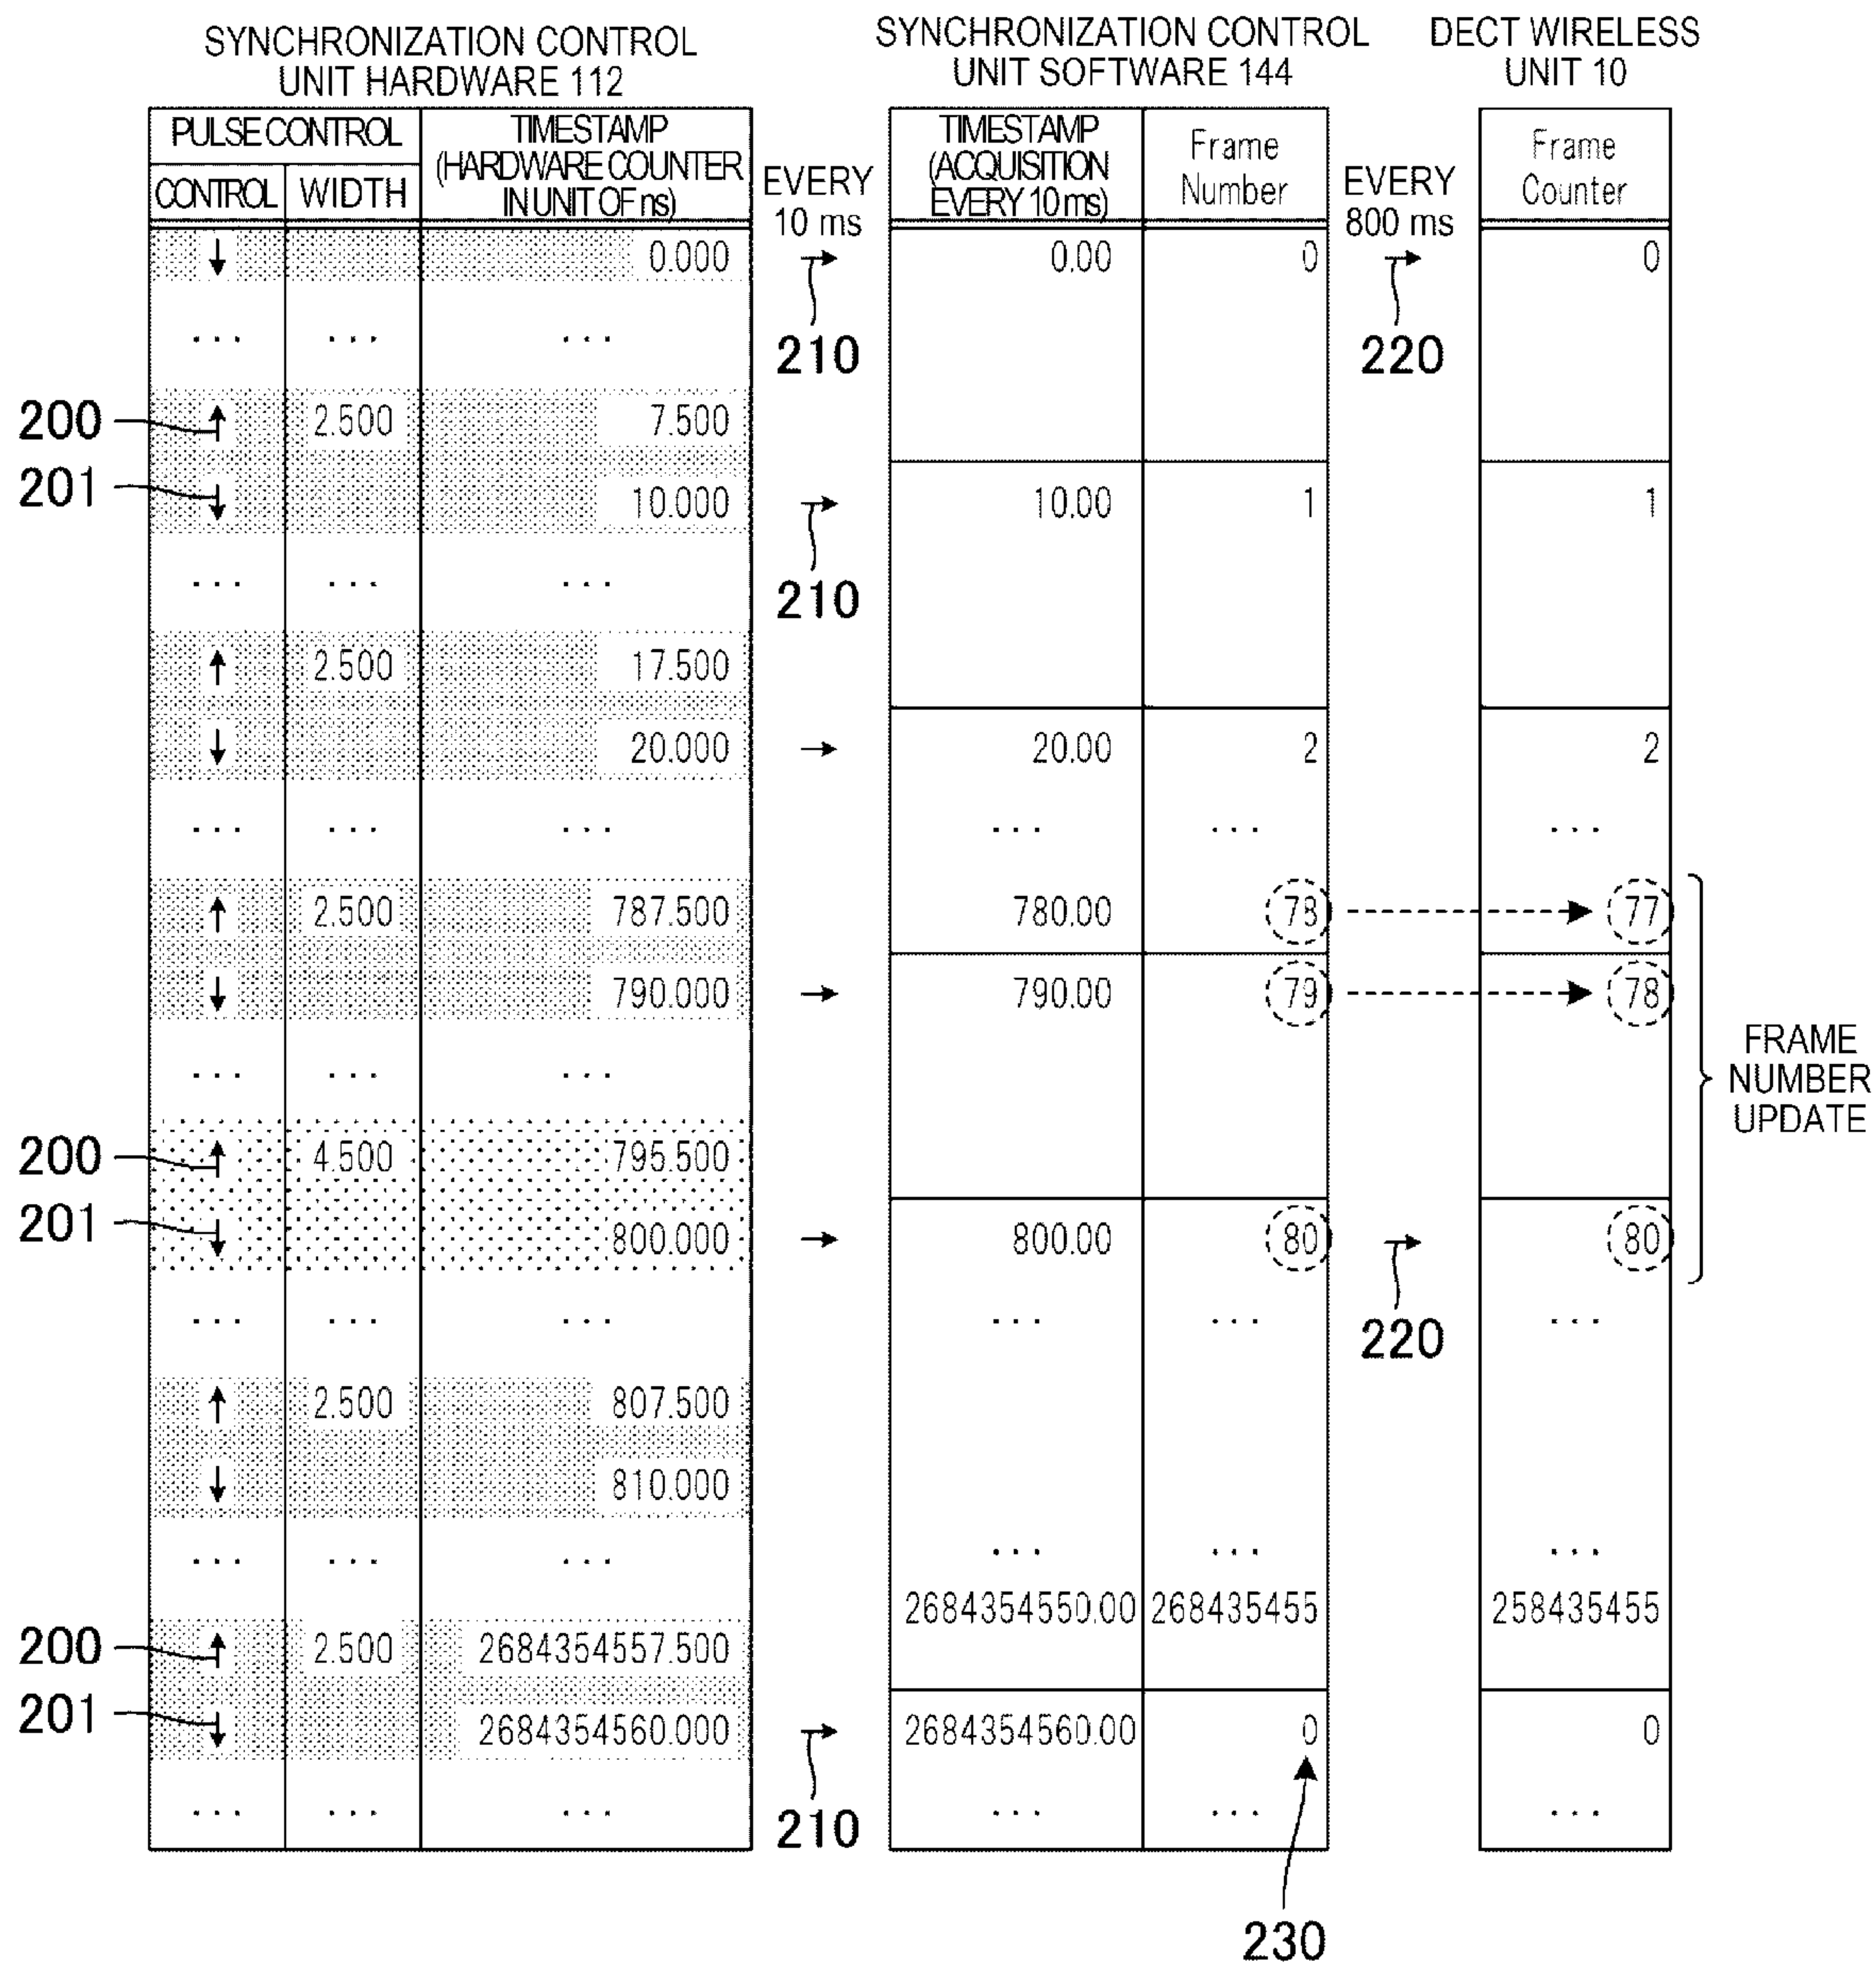 SYNCHRONIZATION CONTROL
UNIT HARDWARE 112
SYNCHRONIZATION CONTROL
UNIT SOFTWARE 144
DECT WIRELESS
UNIT 10
PULSE CONTROL
CONTROL WIDTH
TIMESTAMP
(HARDWARE COUNTER
IN UNIT OF ns)
EVERY
10 ms
TIMESTAMP
(ACQUISITION
EVERY 10 ms)
Frame
Number
EVERY
800 ms
Frame
Counter
↓ 0.000 → 0.00 0 → 0
210 220
... ... ...
200 ↑ 2.500 7.500
201 ↓ 10.000 → 10.00 1 1
210
... ... ...
↑ 2.500 17.500
↓ 20.000 → 20.00 2 2
... ... ... ... ... ...
↑ 2.500 787.500 780.00 78 77
↓ 790.000 → 790.00 79 78
... ... ...
FRAME
NUMBER
UPDATE
200 ↑ 4.500 795.500
201 ↓ 800.000 → 800.00 80 → 80
220
... ... ... ... ... ...
↑ 2.500 807.500
↓ 810.000
... ... ... ... ... ...
2684354550.00 268435455 258435455
200 ↑ 2.500 2684354557.500
201 ↓ 2684354560.000 → 2684354560.00 0 0
210
... ... ... ... ... ...
230